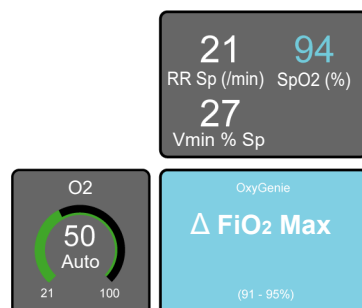 21 94
RR Sp (/min) SpO2 (%)
27
Vmin % Sp
O2
50
Auto
21 100
OxyGenie
Δ FiO₂ Max
(91 - 95%)